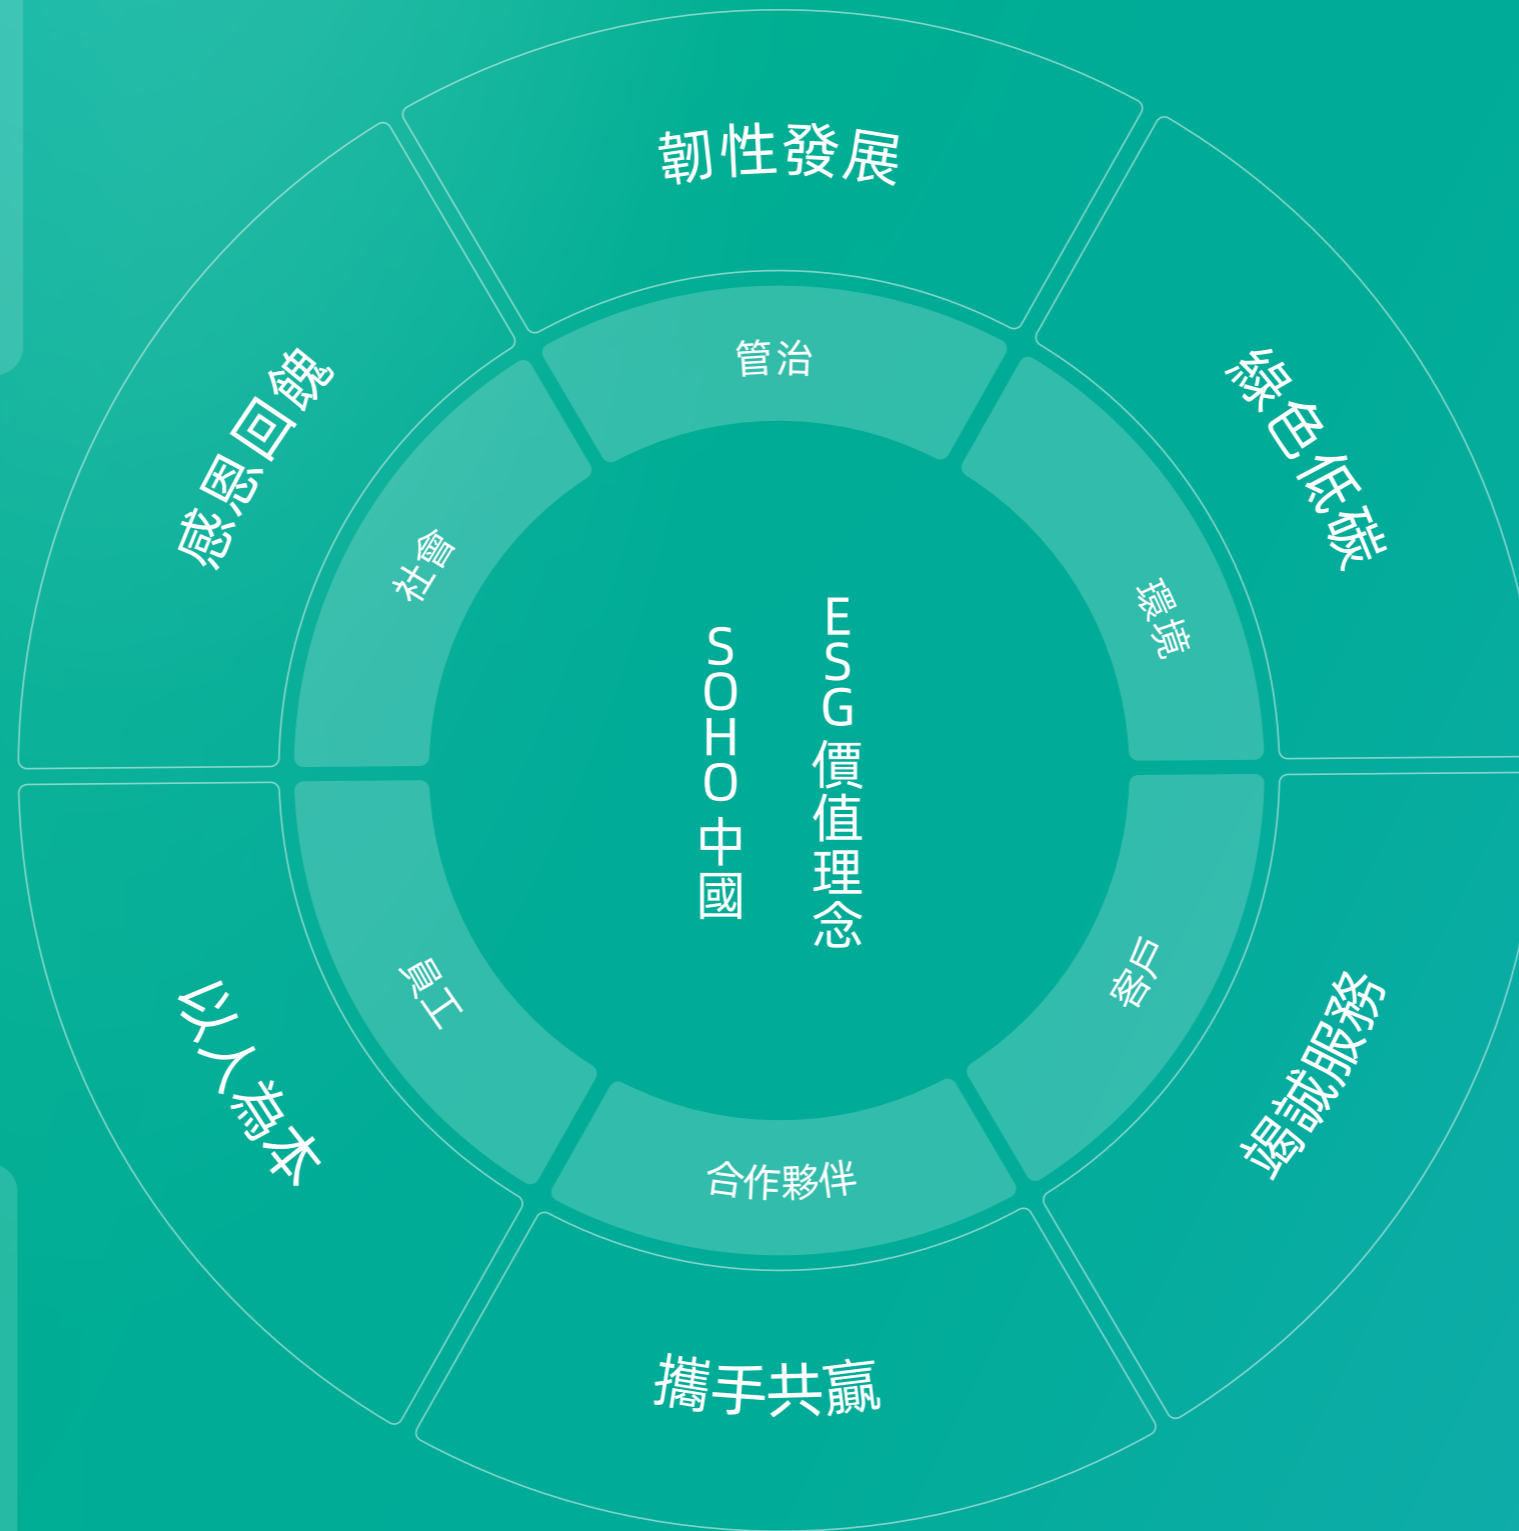 韌性發展
管治
綠色低碳
環境
竭誠服務
客戶
攜手共贏
合作夥伴
以人為本
員工
感恩回餽
社會
SOHO中國
ESG價值理念